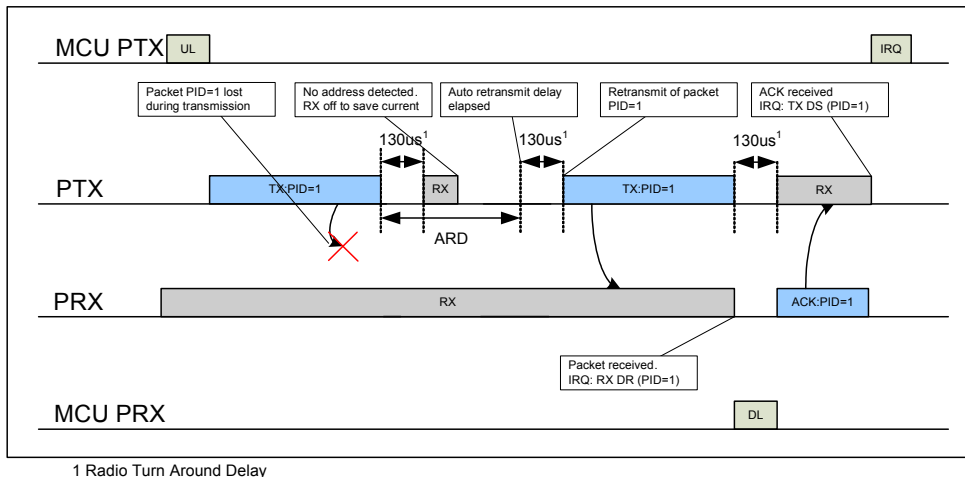 MCU PTX
UL
IRQ
Packet PID=1 lost
during transmission
No address detected.
RX off to save current
Auto retransmit delay
elapsed
Retransmit of packet
PID=1
ACK received
IRQ: TX DS (PID=1)
130us1
130us1
130us1
PTX
TX:PID=1
RX
TX:PID=1
RX
ARD
PRX
RX
ACK:PID=1
Packet received.
IRQ: RX DR (PID=1)
MCU PRX
DL
1 Radio Turn Around Delay